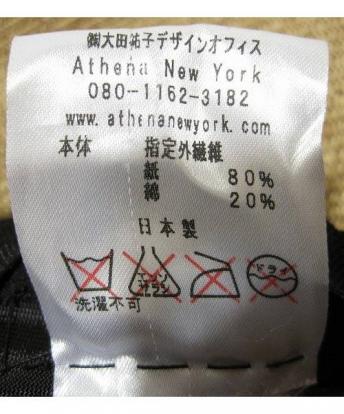 ㈱大田祐子デザインオフィス
Athena New York
080-1162-3182
www.athenanewyork.com
本体 指定外繊維
紙 80%
綿 20%
日本製
エンソ サラシ ドライ
洗濯不可